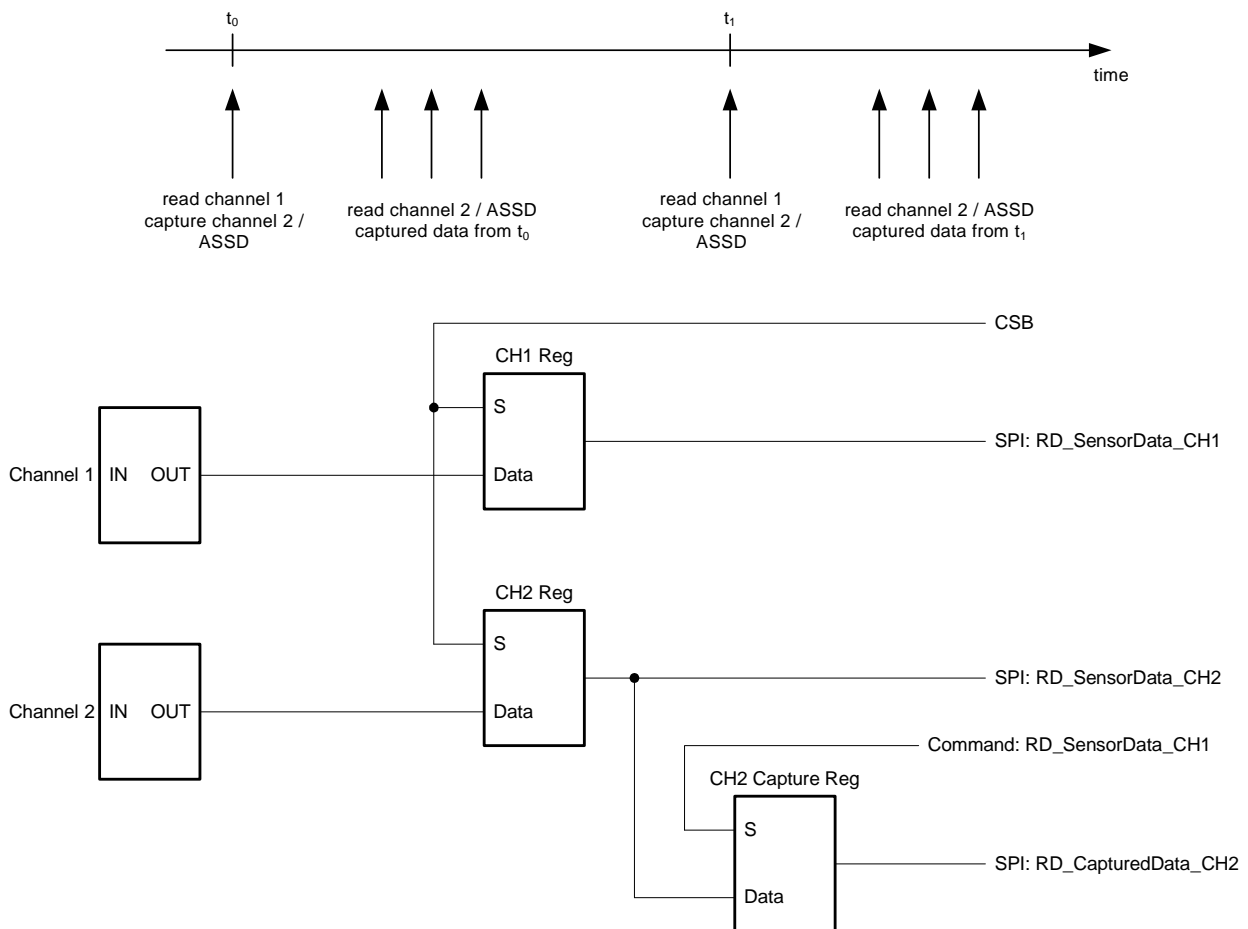 t0 t1
time
read channel 1
capture channel 2 /
ASSD
read channel 2 / ASSD
captured data from t0
read channel 1
capture channel 2 /
ASSD
read channel 2 / ASSD
captured data from t1
CSB
CH1 Reg
S
Data
SPI: RD_SensorData_CH1
Channel 1 IN OUT
CH2 Reg
S
Data
SPI: RD_SensorData_CH2
Channel 2 IN OUT
Command: RD_SensorData_CH1
CH2 Capture Reg
S
Data
SPI: RD_CapturedData_CH2